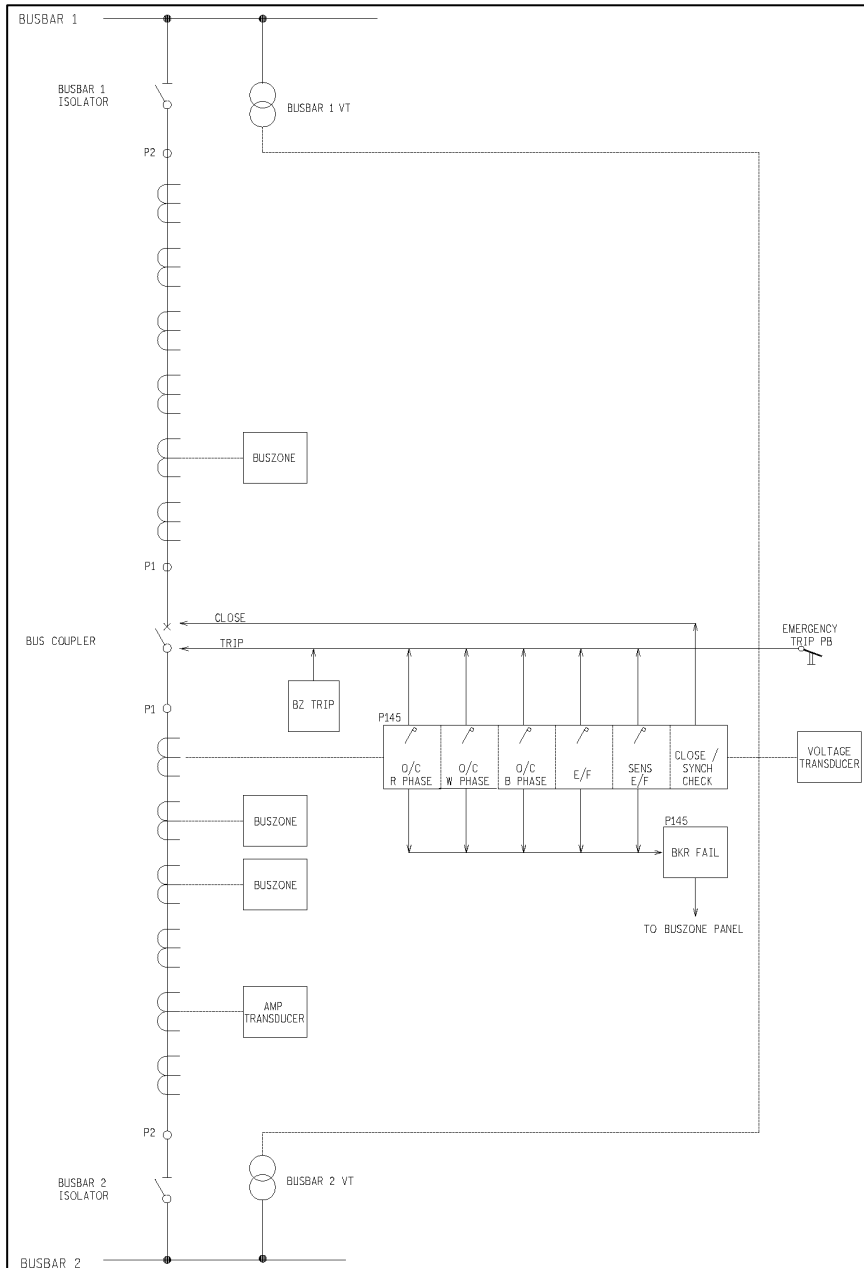 BUSBAR 1
BUSBAR 1
ISOLATOR
BUSBAR 1 VT
P2
BUSZONE
P1
CLOSE
BUS COUPLER
TRIP
EMERGENCY
TRIP PB
P1
BZ TRIP
P145
O/C
R PHASE
O/C
W PHASE
O/C
B PHASE
E/F
SENS
E/F
CLOSE /
SYNCH
CHECK
VOLTAGE
TRANSDUCER
BUSZONE
P145
BKR FAIL
BUSZONE
TO BUSZONE PANEL
AMP
TRANSDUCER
P2
BUSBAR 2
ISOLATOR
BUSBAR 2 VT
BUSBAR 2